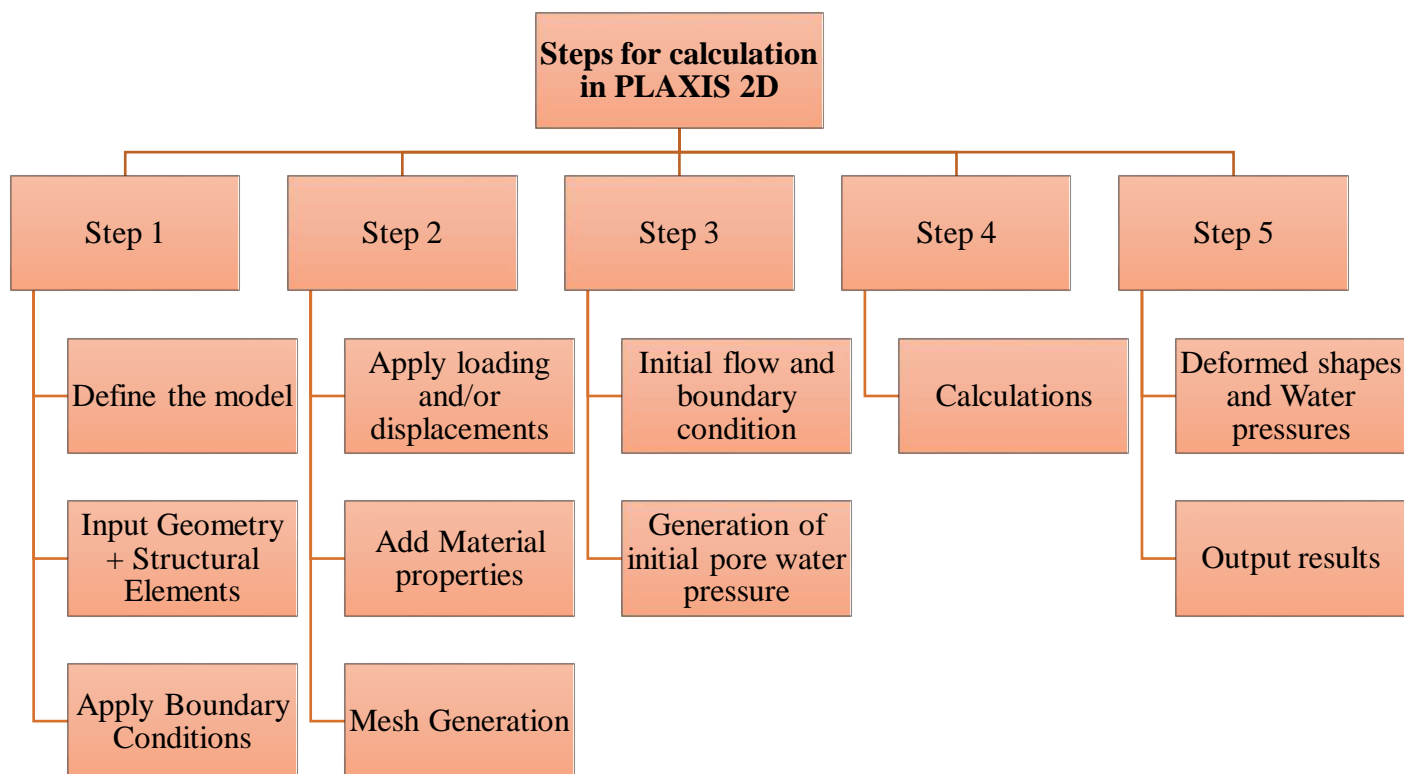 Steps for calculation
in PLAXIS 2D
Step 1
Step 2
Step 3
Step 4
Step 5
Define the model
Input Geometry
+ Structural
Elements
Apply Boundary
Conditions
Apply loading
and/or
displacements
Add Material
properties
Mesh Generation
Initial flow and
boundary
condition
Generation of
initial pore water
pressure
Calculations
Deformed shapes
and Water
pressures
Output results